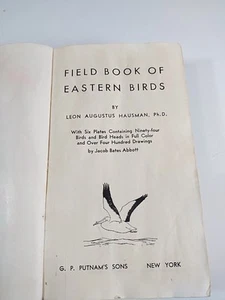 FIELD BOOK OF
EASTERN BIRDS
BY
LEON AUGUSTUS HAUSMAN, PH.D.
With Six Plates Containing Ninety-four
Birds and Bird Heads in Full Color
and Over Four Hundred Drawings
by Jacob Bates Abbott
G. P. PUTNAM'S SONS NEW YORK